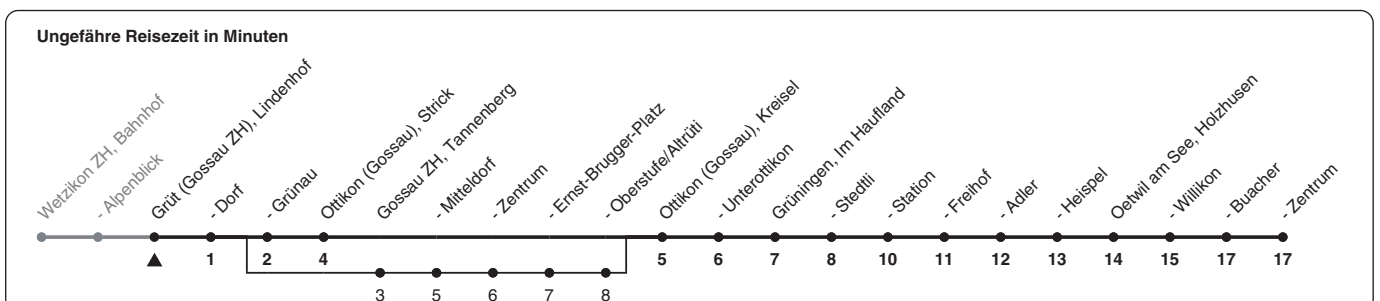 Ungefähre Reisezeit in Minuten
Wetzikon ZH, Bahnhof
- Alpenblick
Grüt (Gossau ZH), Lindenhof
- Dorf
- Grünau
Ottikon (Gossau), Strick
Gossau ZH, Tannenberg
- Mitteldorf
- Zentrum
- Ernst-Brugger-Platz
- Oberstufe/Altrüti
Ottikon (Gossau), Kreisel
- Unterottikon
Grüningen, Im Haufland
- Stedtli
- Station
- Freihof
- Adler
- Heispel
Oetwil am See, Holzhusen
- Willikon
- Buacher
- Zentrum
1 2 4 5 6 7 8 10 11 12 13 14 15 17 17
3 5 6 7 8